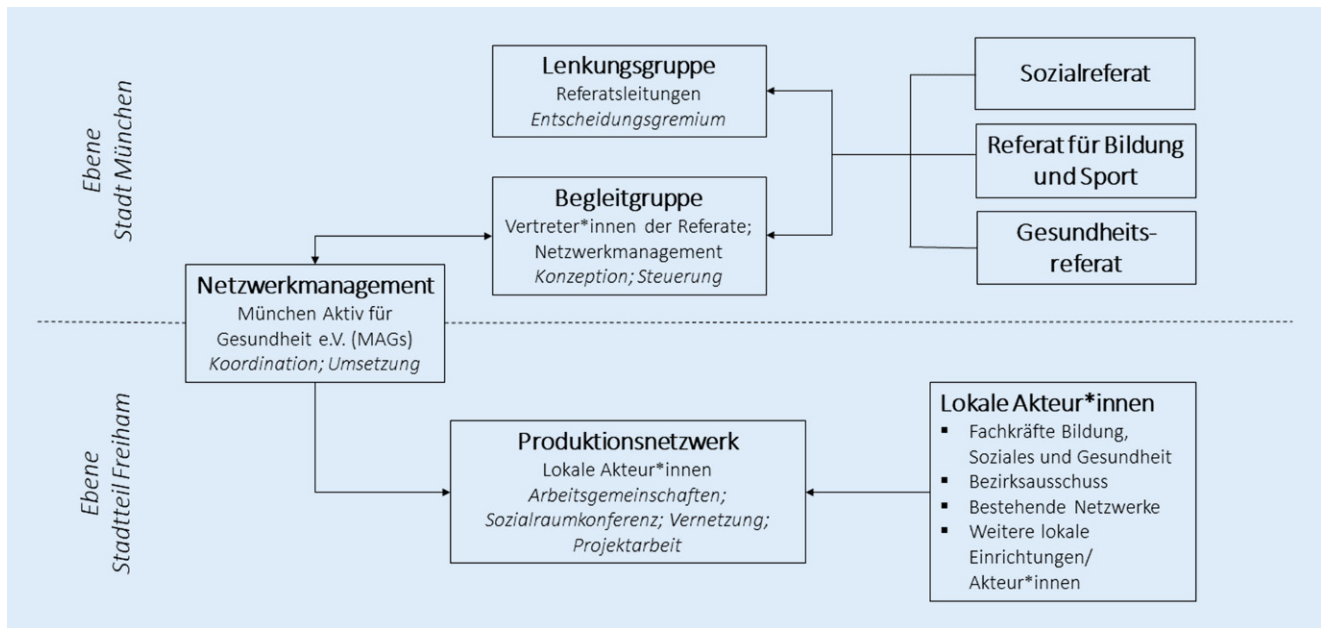 Ebene
Stadt München
Lenkungsgruppe
Referatsleitungen
Entscheidungsgremium
Sozialreferat
Referat für Bildung
und Sport
Gesundheits-
referat
Begleitgruppe
Vertreter*innen der Referate;
Netzwerkmanagement
Konzeption; Steuerung
Netzwerkmanagement
München Aktiv für
Gesundheit e.V. (MAGs)
Koordination; Umsetzung
Ebene
Stadtteil Freiham
Produktionsnetzwerk
Lokale Akteur*innen
Arbeitsgemeinschaften;
Sozialraumkonferenz; Vernetzung;
Projektarbeit
Lokale Akteur*innen
▪ Fachkräfte Bildung,
Soziales und Gesundheit
▪ Bezirksausschuss
▪ Bestehende Netzwerke
▪ Weitere lokale
Einrichtungen/
Akteur*innen